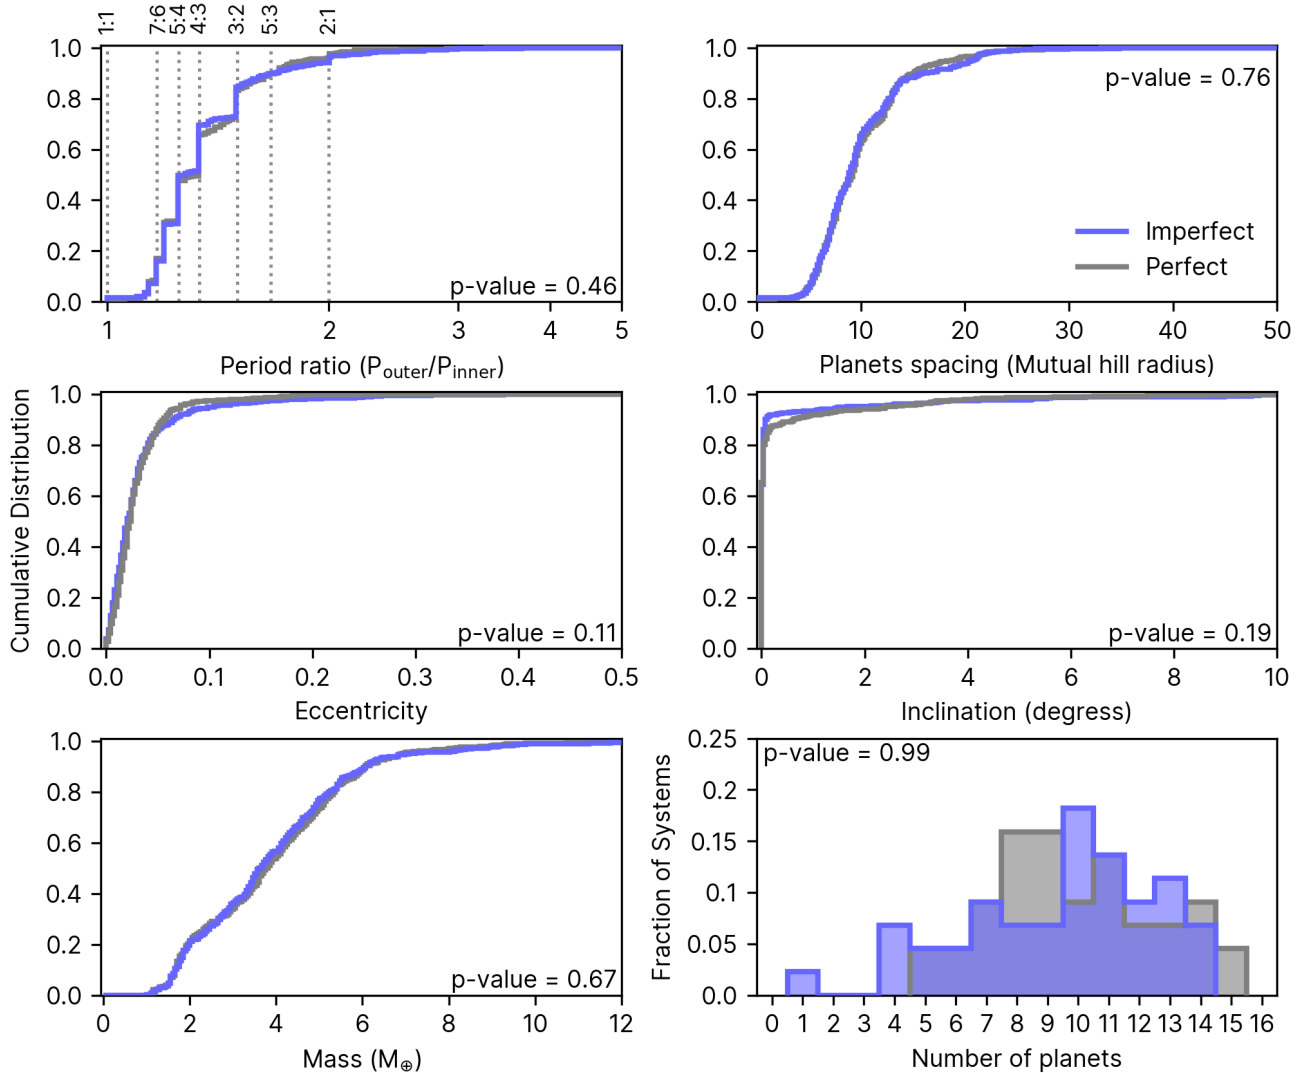 1:1 7:6 5:4 4:3 3:2 5:3 2:1
1.0
0.8
0.6
0.4
0.2
0.0
p-value = 0.46
1 2 3 4 5
Period ratio (Pouter/Pinner)
1.0
0.8
0.6
0.4
0.2
0.0
p-value = 0.76
Imperfect
Perfect
0 10 20 30 40 50
Planets spacing (Mutual hill radius)
Cumulative Distribution
1.0
0.8
0.6
0.4
0.2
0.0
p-value = 0.11
0.0 0.1 0.2 0.3 0.4 0.5
Eccentricity
1.0
0.8
0.6
0.4
0.2
0.0
p-value = 0.19
0 2 4 6 8 10
Inclination (degress)
1.0
0.8
0.6
0.4
0.2
0.0
p-value = 0.67
0 2 4 6 8 10 12
Mass (M⊕)
Fraction of Systems
0.25
0.2
0.15
0.1
0.05
0.0
p-value = 0.99
0 1 2 3 4 5 6 7 8 9 10 11 12 13 14 15 16
Number of planets